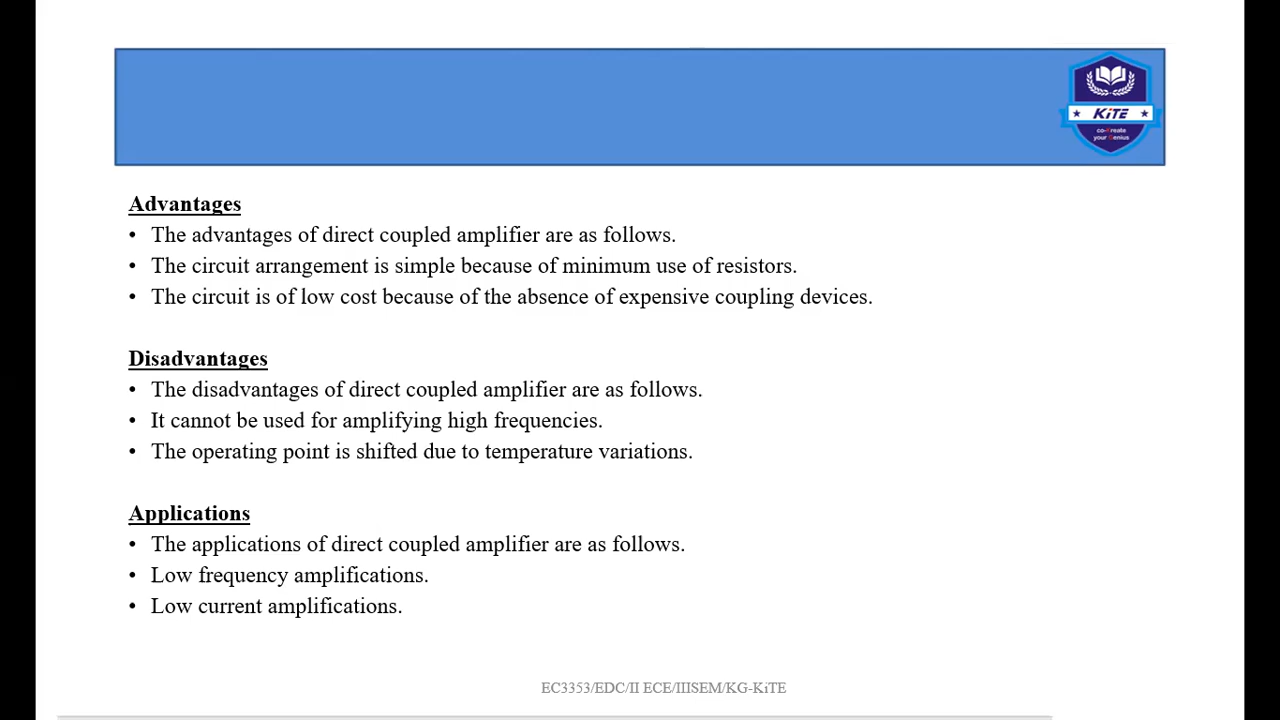 KiTE
co-Kreate
your Genius
Advantages
• The advantages of direct coupled amplifier are as follows.
• The circuit arrangement is simple because of minimum use of resistors.
• The circuit is of low cost because of the absence of expensive coupling devices.
Disadvantages
• The disadvantages of direct coupled amplifier are as follows.
• It cannot be used for amplifying high frequencies.
• The operating point is shifted due to temperature variations.
Applications
• The applications of direct coupled amplifier are as follows.
• Low frequency amplifications.
• Low current amplifications.
EC3353/EDC/II ECE/IIISEM/KG-KiTE